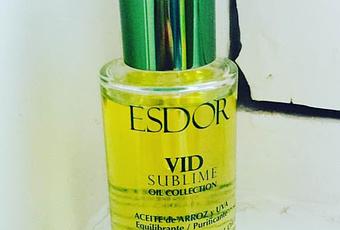 ESDOR
VID
SUBLIME
OIL COLLECTION
ACEITE de ARROZ y UVA
Equilibrante / Purificante